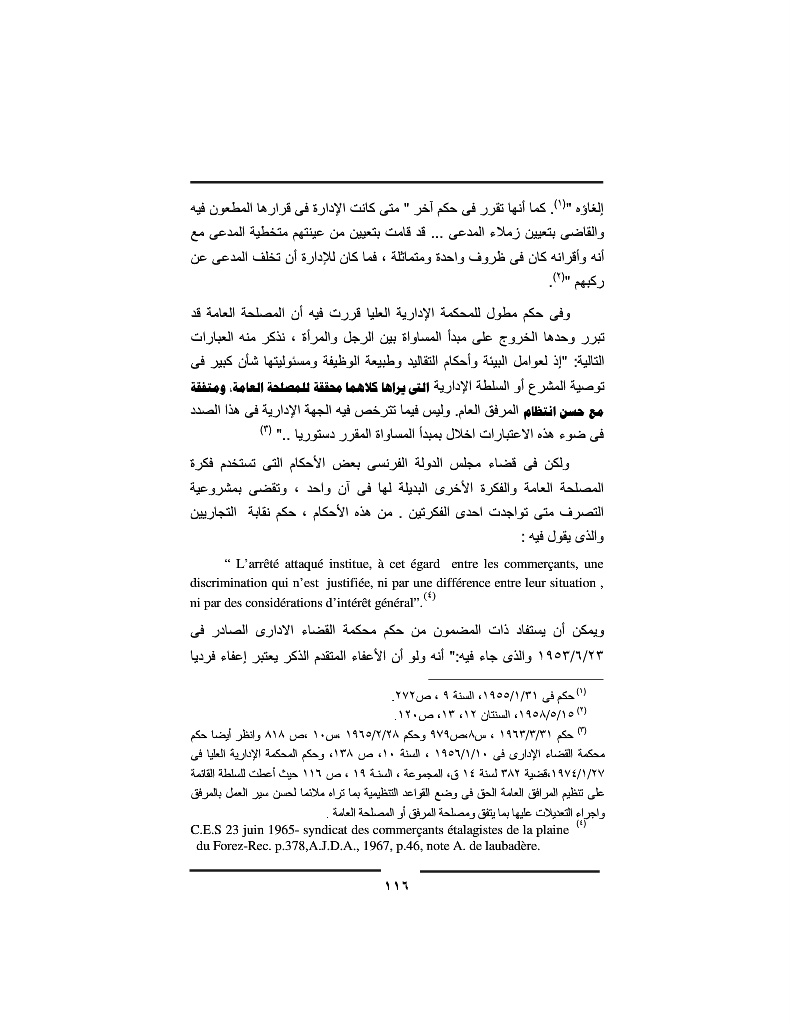 إلغاؤه "(١). كما أنها تقرر فى حكم آخر " متى كانت الإدارة فى قرارها المطعون فيه
والقاضى بتعيين زملاء المدعى ... قد قامت بتعيين من عينتهم متخطية المدعى مع
أنه وأقرانه كان فى ظروف واحدة ومتماثلة ، فما كان للإدارة أن تخلف المدعى عن
ركبهم "(٢).
وفى حكم مطول للمحكمة الإدارية العليا قررت فيه أن المصلحة العامة قد
تبرر وحدها الخروج على مبدأ المساواة بين الرجل والمرأة ، نذكر منه العبارات
التالية: "إذ لعوامل البيئة وأحكام التقاليد وطبيعة الوظيفة ومسئوليتها شأن كبير فى
توصية المشرع أو السلطة الإدارية التى يراها كلاهما محققة للمصلحة العامة، ومتفقة
مع حسن انتظام المرفق العام. وليس فيما تترخص فيه الجهة الإدارية فى هذا الصدد
فى ضوء هذه الاعتبارات اخلال بمبدأ المساواة المقرر دستوريا .." (٣)
ولكن فى قضاء مجلس الدولة الفرنسى بعض الأحكام التى تستخدم فكرة
المصلحة العامة والفكرة الأخرى البديلة لها فى آن واحد ، وتقضى بمشروعية
التصرف متى تواجدت احدى الفكرتين . من هذه الأحكام ، حكم نقابة التجاريين
والذى يقول فيه :
“ L’arrêté attaqué institue, à cet égard entre les commerçants, une
discrimination qui n’est justifiée, ni par une différence entre leur situation ,
ni par des considérations d’intérêt général”.(٤)
ويمكن أن يستفاد ذات المضمون من حكم محكمة القضاء الادارى الصادر فى
١٩٥٣/٦/٢٣ والذى جاء فيه:" أنه ولو أن الأعفاء المتقدم الذكر يعتبر إعفاء فرديا
(١) حكم فى ١٩٥٥/١/٣١، السنة ٩ ، ص٢٧٢.
(٢) ١٩٥٨/٥/١٥، السنتان ١٢، ١٣، ص١٢٠.
(٣) حكم ١٩٦٣/٣/٣١ ، س٨،ص٩٧٩ وحكم ١٩٦٥/٢/٢٨ ،س١٠ ،ص ٨١٨ وانظر أيضا حكم
محكمة القضاء الإدارى فى ١٩٥٦/١/١٠ ، السنة ١٠، ص ١٣٨، وحكم المحكمة الإدارية العليا فى
١٩٧٤/١/٢٧،قضية ٣٨٢ لسنة ١٤ ق، المجموعة ، السنة ١٩ ، ص ١١٦ حيث أعطت للسلطة القائمة
على تنظيم المرافق العامة الحق فى وضع القواعد التنظيمية بما تراه ملائما لحسن سير العمل بالمرفق
واجراء التعديلات عليها بما يتفق ومصلحة المرفق أو المصلحة العامة .
C.E.S 23 juin 1965- syndicat des commerçants étalagistes de la plaine (٤)
du Forez-Rec. p.378,A.J.D.A., 1967, p.46, note A. de laubadère.
١١٦